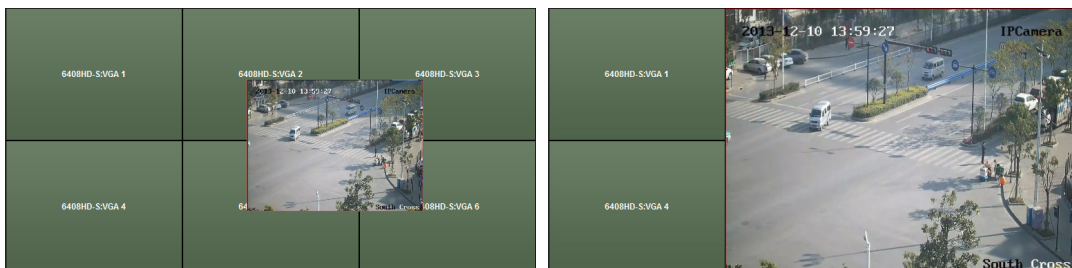 6408HD-S:VGA 1
6408HD-S:VGA 2
6408HD-S:VGA 3
2013-12-10 13:59:27
IPCamera
6408HD-S:VGA 4
64
South Cross
08HD-S:VGA 6
6408HD-S:VGA 1
2013-12-10 13:59:27
IPCamera
6408HD-S:VGA 4
South Cross